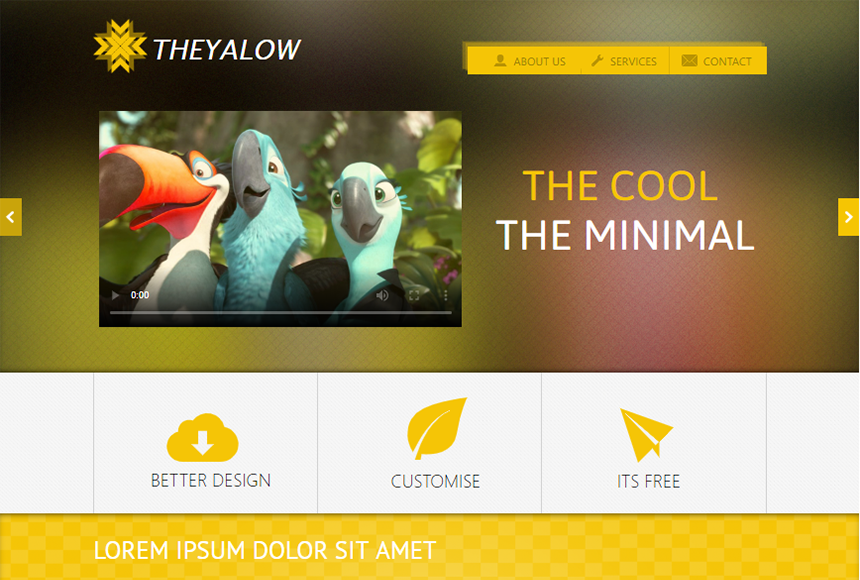 THEYALOW
ABOUT US SERVICES CONTACT
THE COOL
THE MINIMAL
0:00
BETTER DESIGN CUSTOMISE ITS FREE
LOREM IPSUM DOLOR SIT AMET